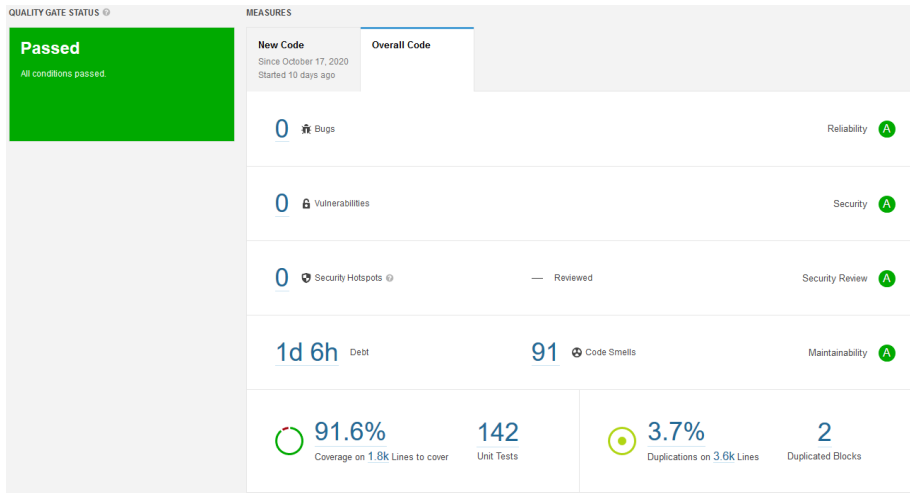 QUALITY GATE STATUS
MEASURES
Passed
All conditions passed.
New Code
Since October 17, 2020
Started 10 days ago
Overall Code
0 Bugs Reliability A
0 Vulnerabilities Security A
0 Security Hotspots — Reviewed Security Review A
1d 6h Debt 91 Code Smells Maintainability A
91.6%
Coverage on 1.8k Lines to cover
142
Unit Tests
3.7%
Duplications on 3.6k Lines
2
Duplicated Blocks